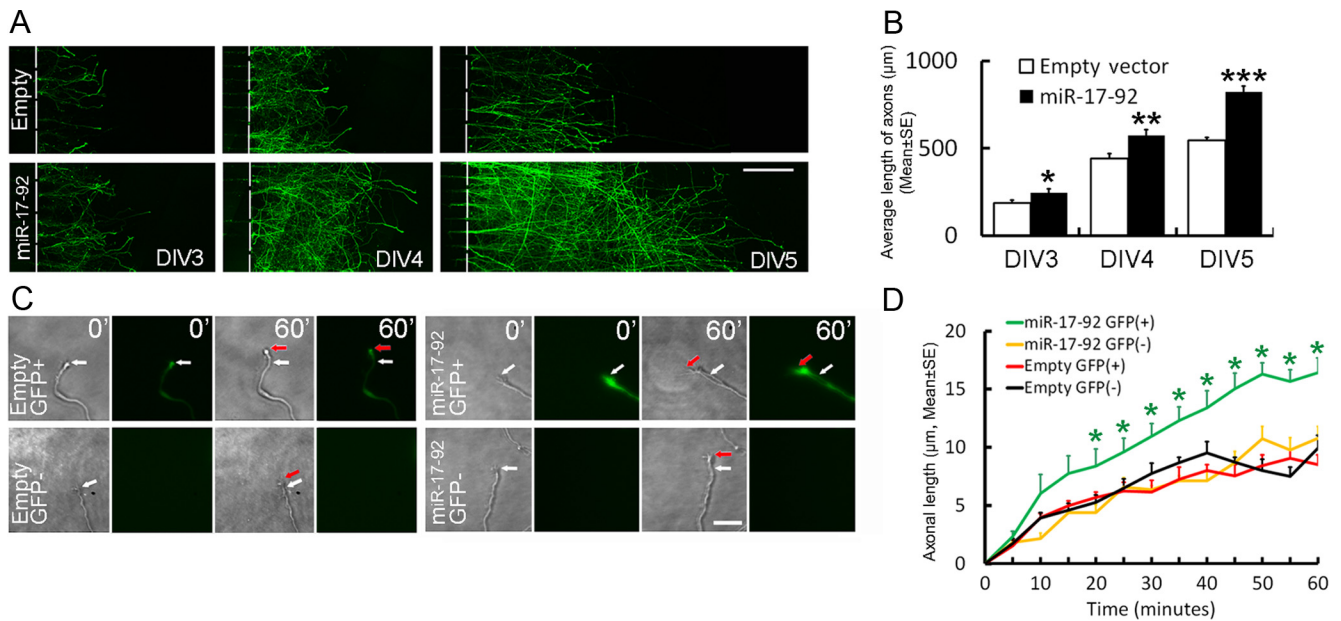 A
Empty
miR-17-92
DIV3
DIV4
DIV5
B
Average length of axons (µm)
(Mean±SE)
1000
500
0
Empty vector
miR-17-92
*
**
***
DIV3
DIV4
DIV5
C
Empty
GFP+
0’
0’
60’
60’
miR-17-92
GFP+
0’
0’
60’
60’
Empty
GFP-
miR-17-92
GFP-
D
miR-17-92 GFP(+)
miR-17-92 GFP(-)
Empty GFP(+)
Empty GFP(-)
Axonal length (µm, Mean±SE)
20
15
10
5
0
* * * * * * * * *
0 10 20 30 40 50 60
Time (minutes)